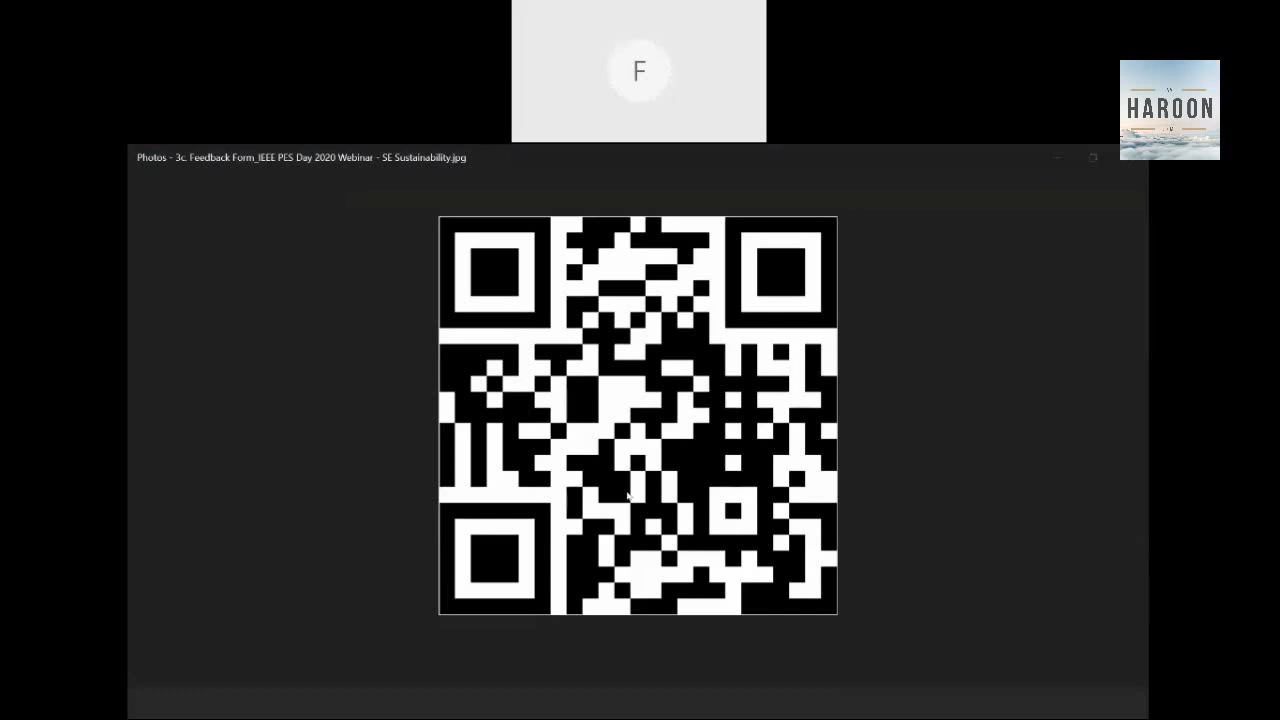 F
HAROON
Photos - 3c. Feedback Form_IEEE PES Day 2020 Webinar - SE Sustainability.jpg